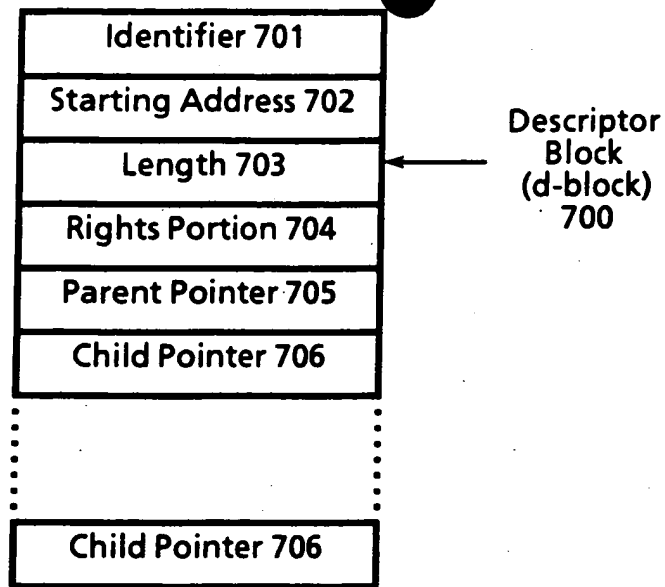 Identifier 701
Starting Address 702
Length 703
Rights Portion 704
Parent Pointer 705
Child Pointer 706
Child Pointer 706
Descriptor
Block
(d-block)
700